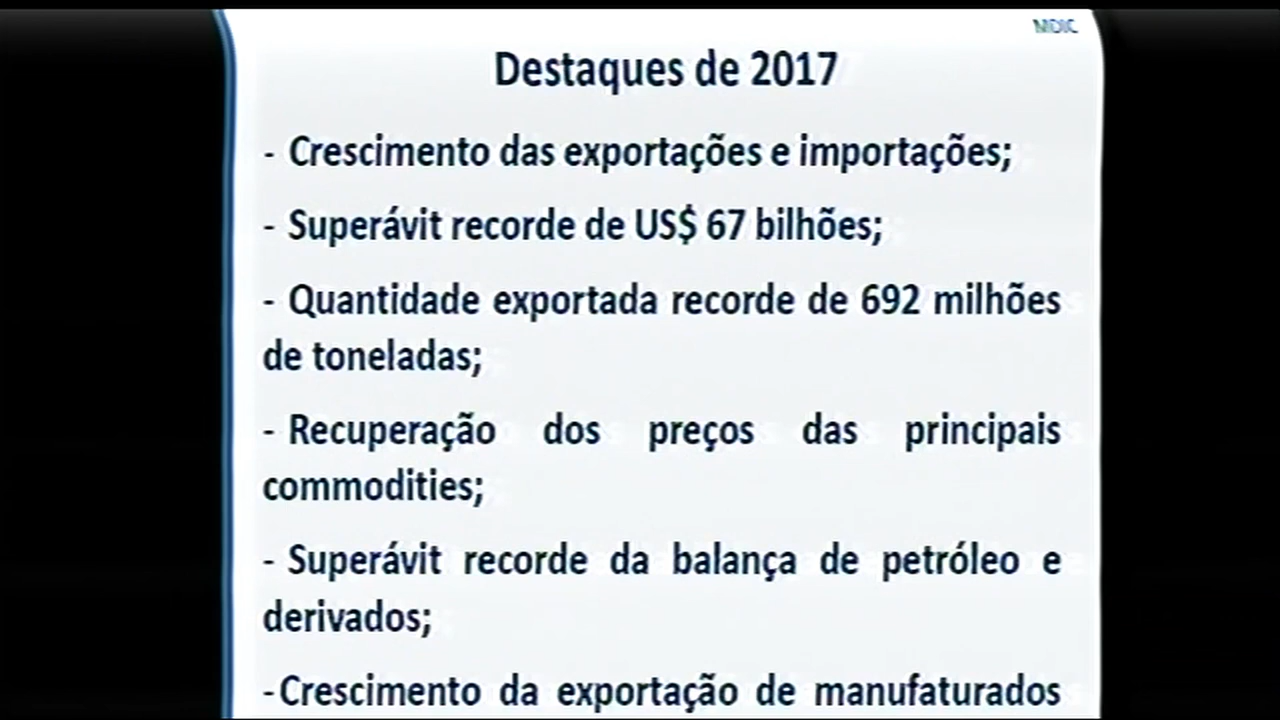 MDIC
Destaques de 2017
- Crescimento das exportações e importações;
- Superávit recorde de US$ 67 bilhões;
- Quantidade exportada recorde de 692 milhões
de toneladas;
- Recuperação dos preços das principais
commodities;
- Superávit recorde da balança de petróleo e
derivados;
-Crescimento da exportação de manufaturados